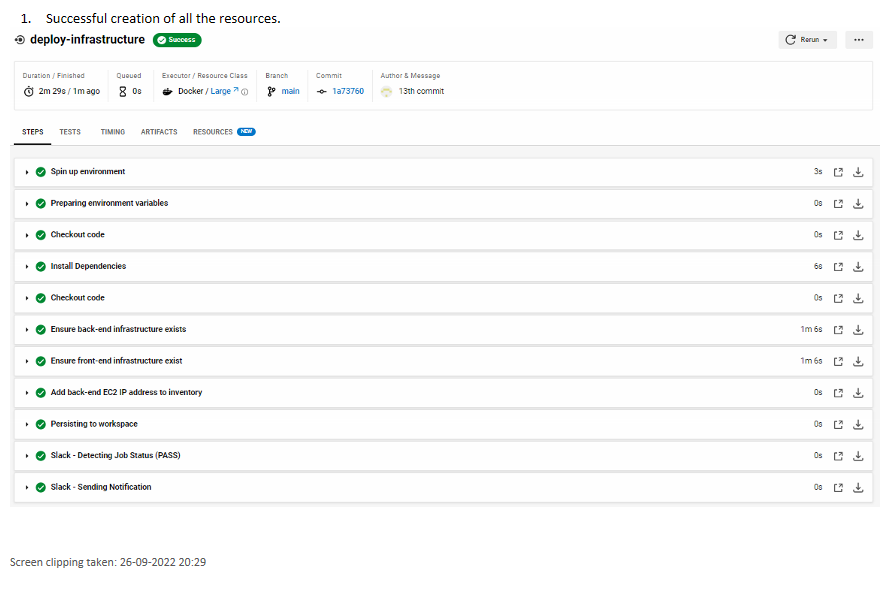 1. Successful creation of all the resources.
deploy-infrastructure Success Rerun
Duration / Finished Queued Executor / Resource Class Branch Commit Author & Message
2m 29s / 1m ago 0s Docker / Large main 1a73760 13th commit
STEPS TESTS TIMING ARTIFACTS RESOURCES NEW
Spin up environment 3s
Preparing environment variables 0s
Checkout code 0s
Install Dependencies 6s
Checkout code 0s
Ensure back-end infrastructure exists 1m 6s
Ensure front-end infrastructure exist 1m 6s
Add back-end EC2 IP address to inventory 0s
Persisting to workspace 0s
Slack - Detecting Job Status (PASS) 0s
Slack - Sending Notification 0s
Screen clipping taken: 26-09-2022 20:29